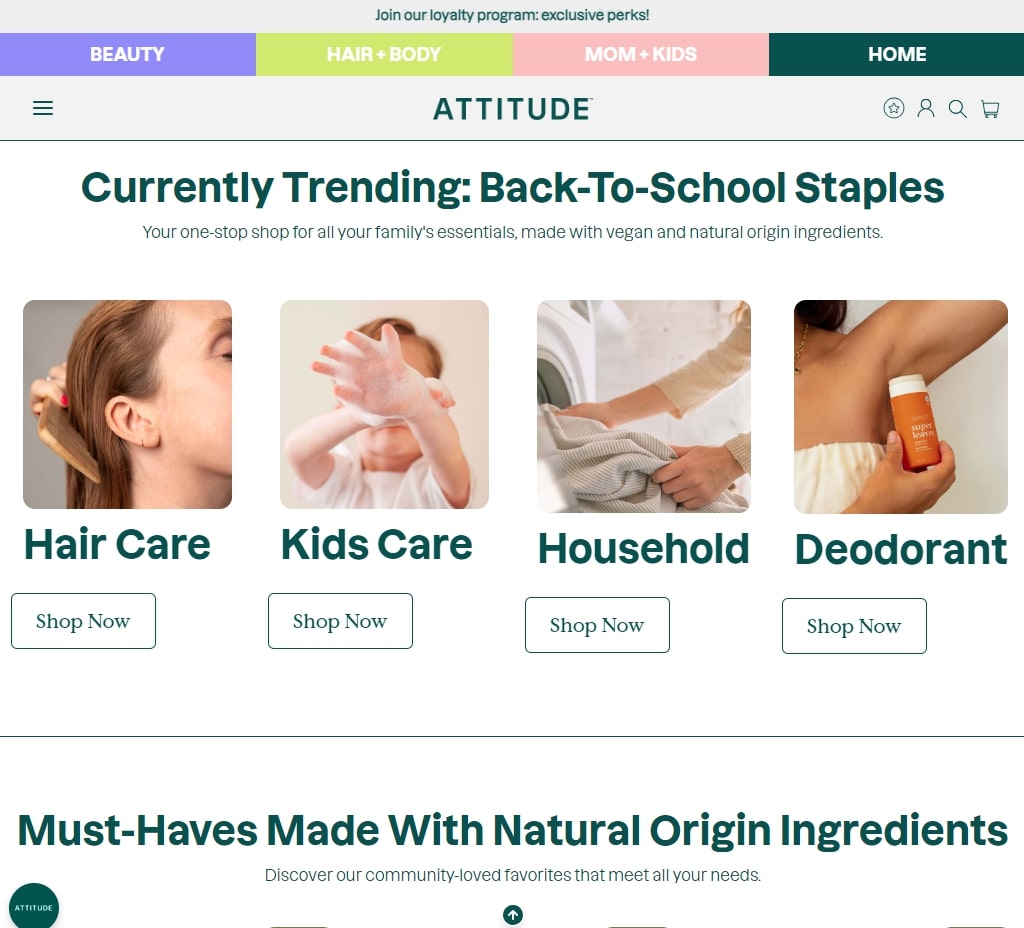 Join our loyalty program: exclusive perks!
BEAUTY
HAIR + BODY
MOM + KIDS
HOME
ATTITUDE™
Currently Trending: Back-To-School Staples
Your one-stop shop for all your family's essentials, made with vegan and natural origin ingredients.
super
leaves
Hair Care
Kids Care
Household
Deodorant
Shop Now
Shop Now
Shop Now
Shop Now
Must-Haves Made With Natural Origin Ingredients
Discover our community-loved favorites that meet all your needs.
ATTITUDE